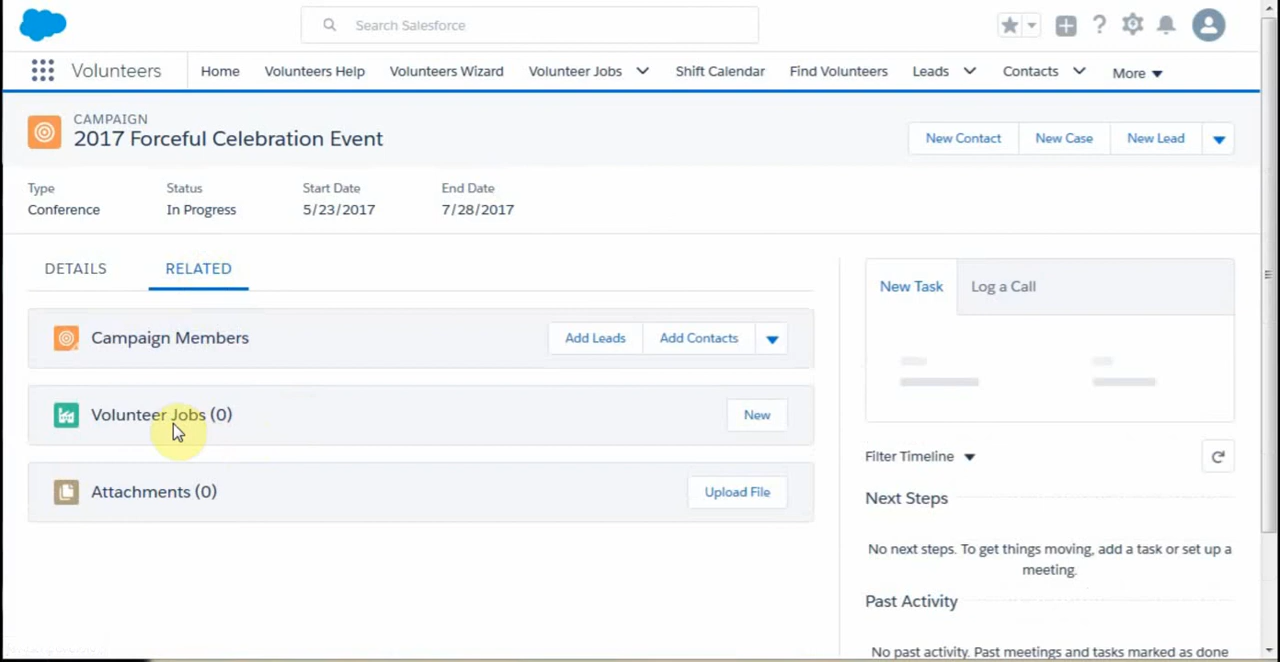 Search Salesforce
Volunteers Home Volunteers Help Volunteers Wizard Volunteer Jobs Shift Calendar Find Volunteers Leads Contacts More
CAMPAIGN
2017 Forceful Celebration Event
New Contact New Case New Lead
Type Status Start Date End Date
Conference In Progress 5/23/2017 7/28/2017
DETAILS RELATED
Campaign Members Add Leads Add Contacts
Volunteer Jobs (0) New
Attachments (0) Upload File
New Task Log a Call
Filter Timeline
Next Steps
No next steps. To get things moving, add a task or set up a
meeting.
Past Activity
No past activity. Past meetings and tasks marked as done